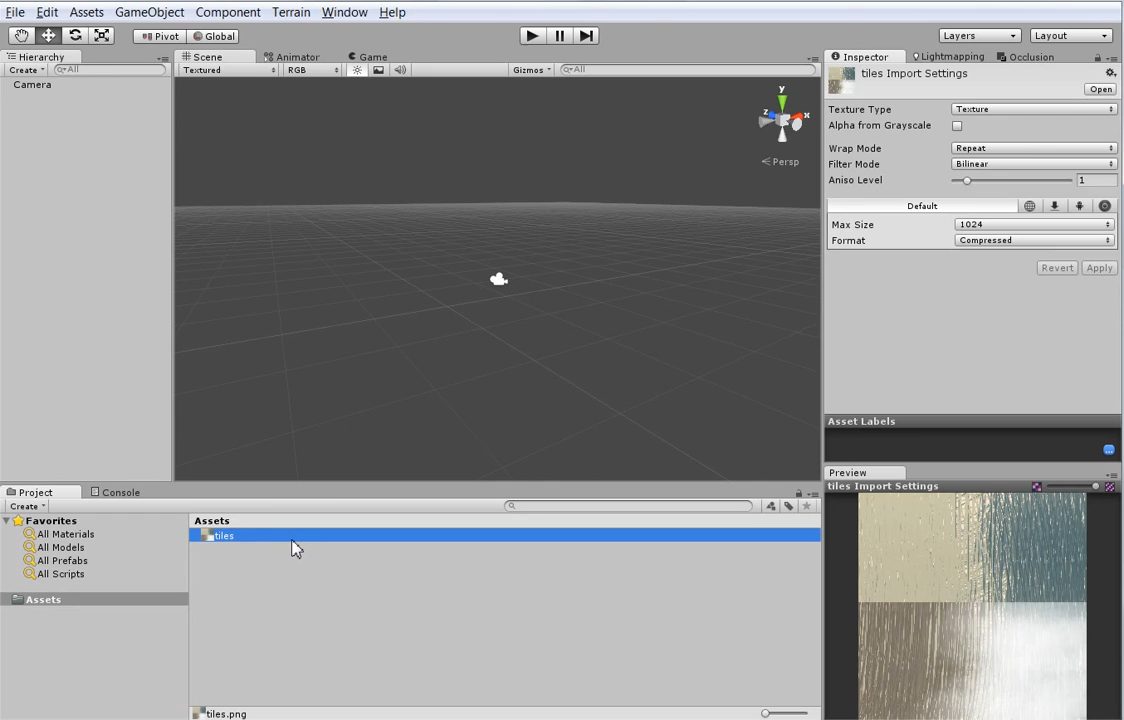 File Edit Assets GameObject Component Terrain Window Help
Pivot Global Layers Layout
Hierarchy Scene Animator Game Inspector Lightmapping Occlusion
Create All Textured RGB Gizmos All
Camera
y
z x
Persp
tiles Import Settings
Open
Texture Type Texture
Alpha from Grayscale
Wrap Mode Repeat
Filter Mode Bilinear
Aniso Level 1
Default
Max Size 1024
Format Compressed
Revert Apply
Asset Labels
Preview
tiles Import Settings
Project Console
Create
Favorites
All Materials
All Models
All Prefabs
All Scripts
Assets
Assets
tiles
tiles.png